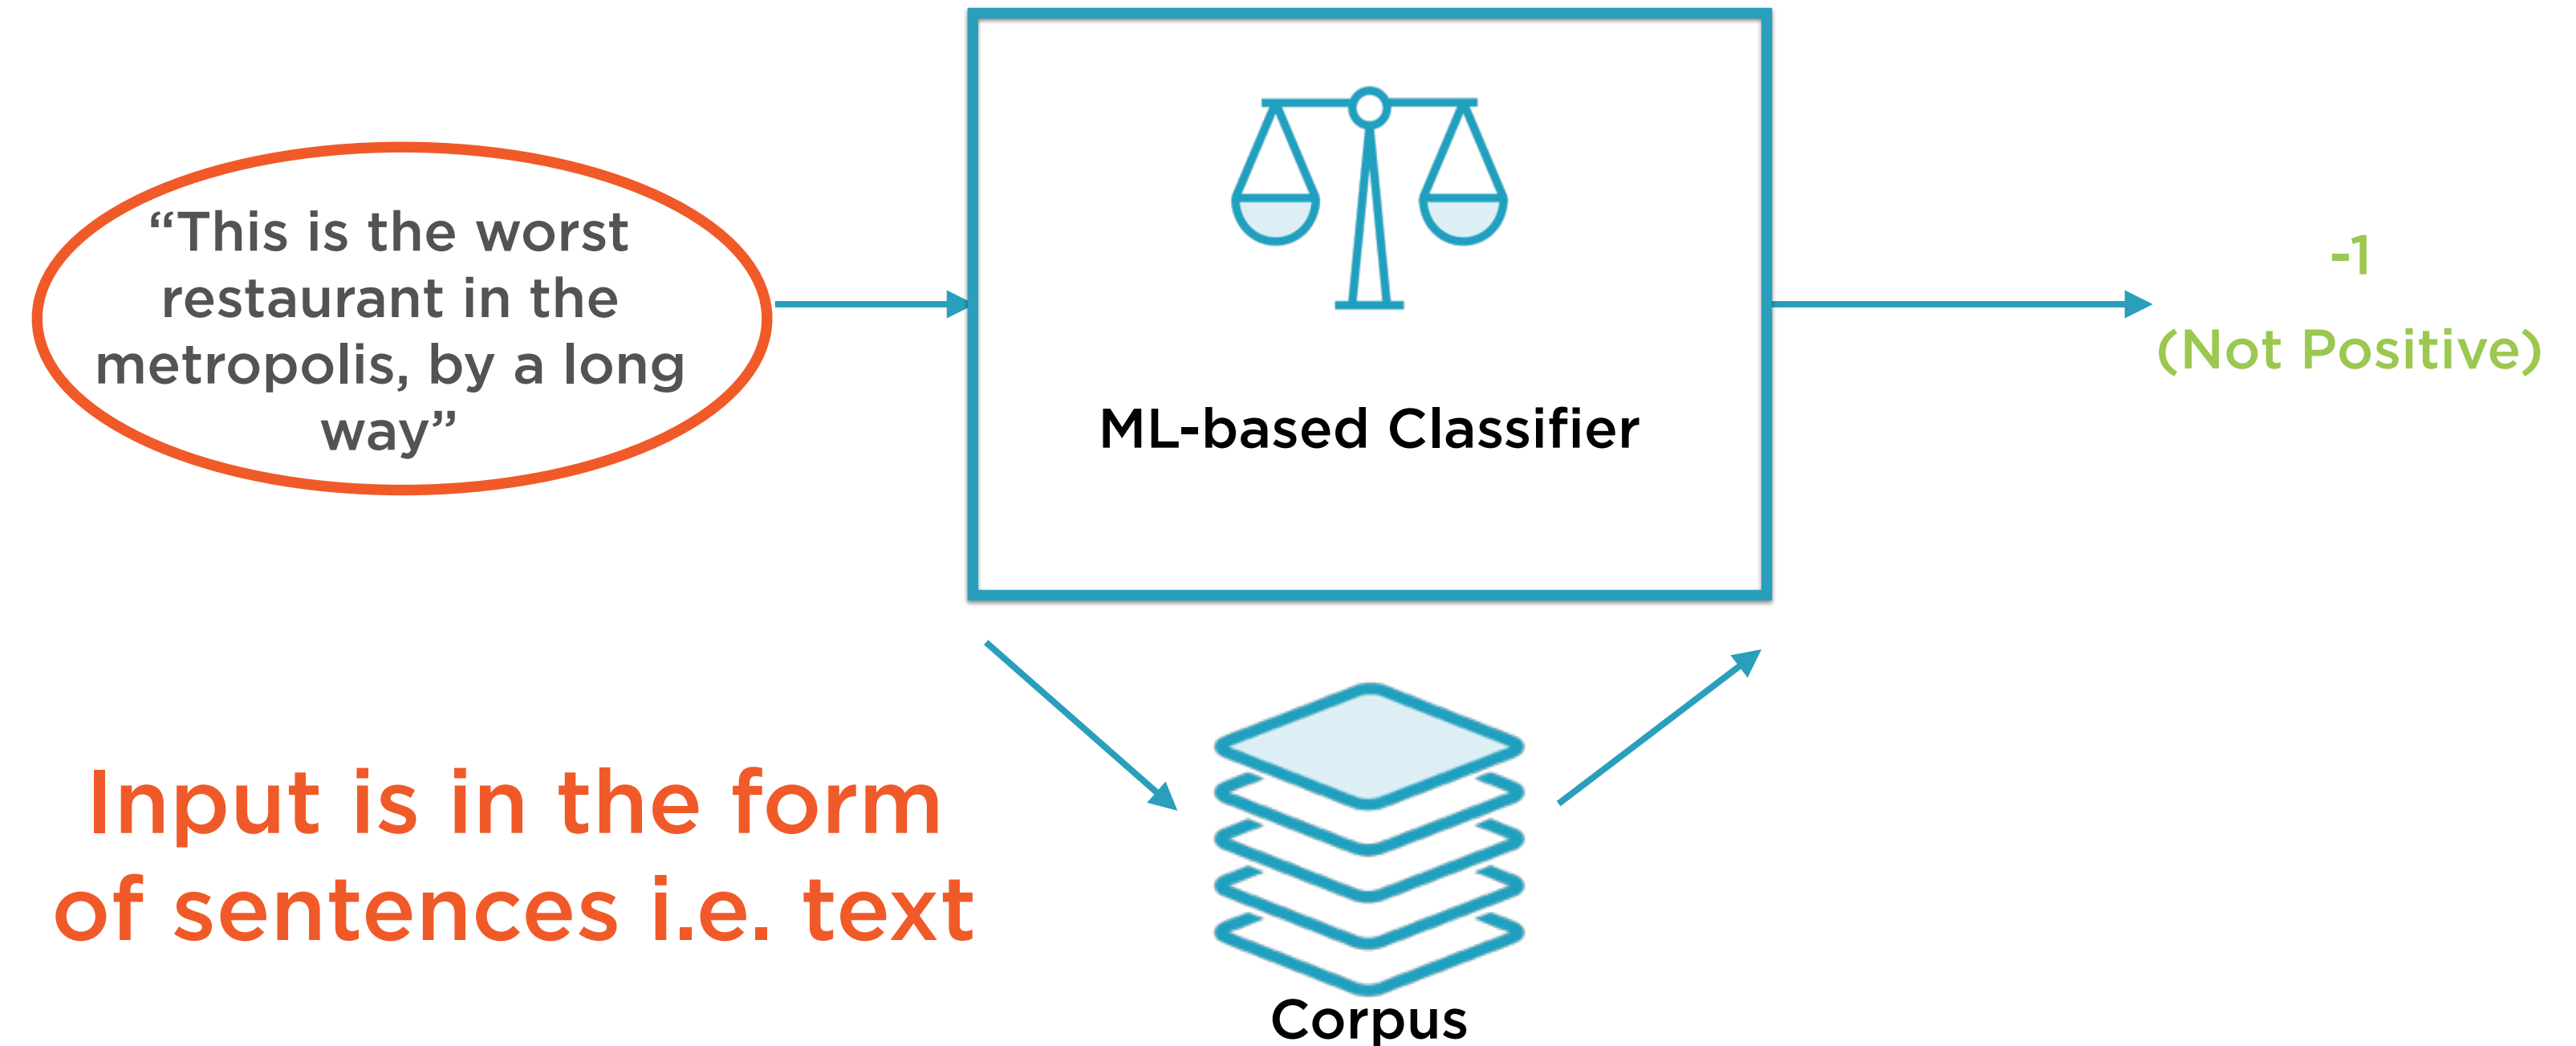 “This is the worst
restaurant in the
metropolis, by a long
way”
ML-based Classifier
-1
(Not Positive)
Input is in the form
of sentences i.e. text
Corpus